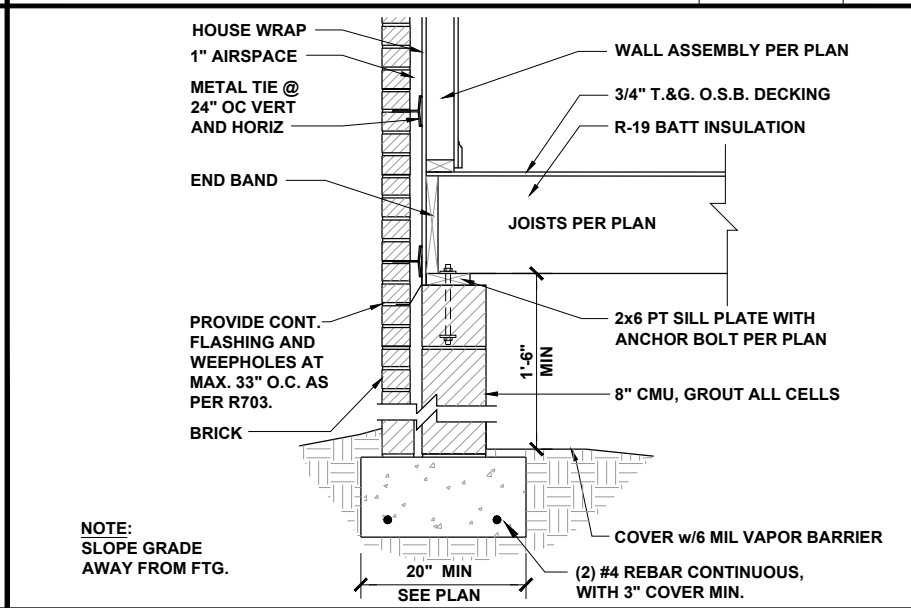 HOUSE WRAP
1" AIRSPACE
METAL TIE @
24" OC VERT
AND HORIZ
END BAND
PROVIDE CONT.
FLASHING AND
WEEPHOLES AT
MAX. 33" O.C. AS
PER R703.
BRICK
NOTE:
SLOPE GRADE
AWAY FROM FTG.
WALL ASSEMBLY PER PLAN
3/4" T.&G. O.S.B. DECKING
R-19 BATT INSULATION
JOISTS PER PLAN
2x6 PT SILL PLATE WITH
ANCHOR BOLT PER PLAN
1'-6"
MIN
8" CMU, GROUT ALL CELLS
COVER w/6 MIL VAPOR BARRIER
(2) #4 REBAR CONTINUOUS,
WITH 3" COVER MIN.
20" MIN
SEE PLAN